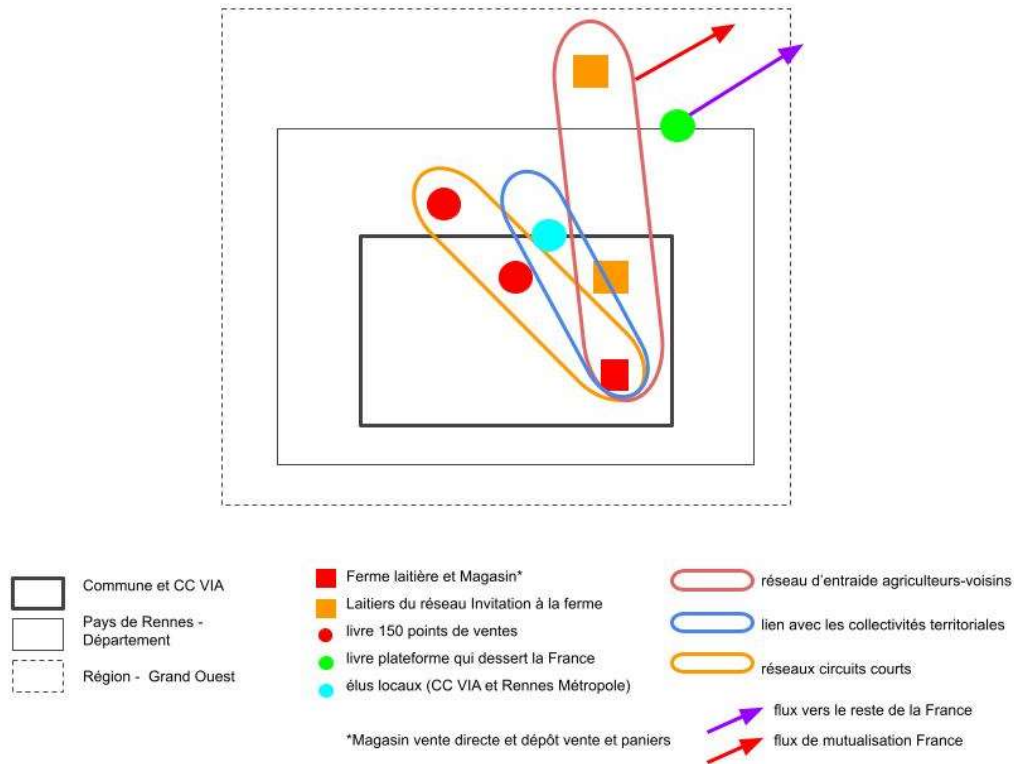 Commune et CC VIA
Pays de Rennes -
Département
Région - Grand Ouest
Ferme laitière et Magasin*
Laitiers du réseau Invitation à la ferme
livre 150 points de ventes
livre plateforme qui dessert la France
élus locaux (CC VIA et Rennes Métropole)
*Magasin vente directe et dépôt vente et paniers
réseau d'entraide agriculteurs-voisins
lien avec les collectivités territoriales
réseaux circuits courts
flux vers le reste de la France
flux de mutualisation France